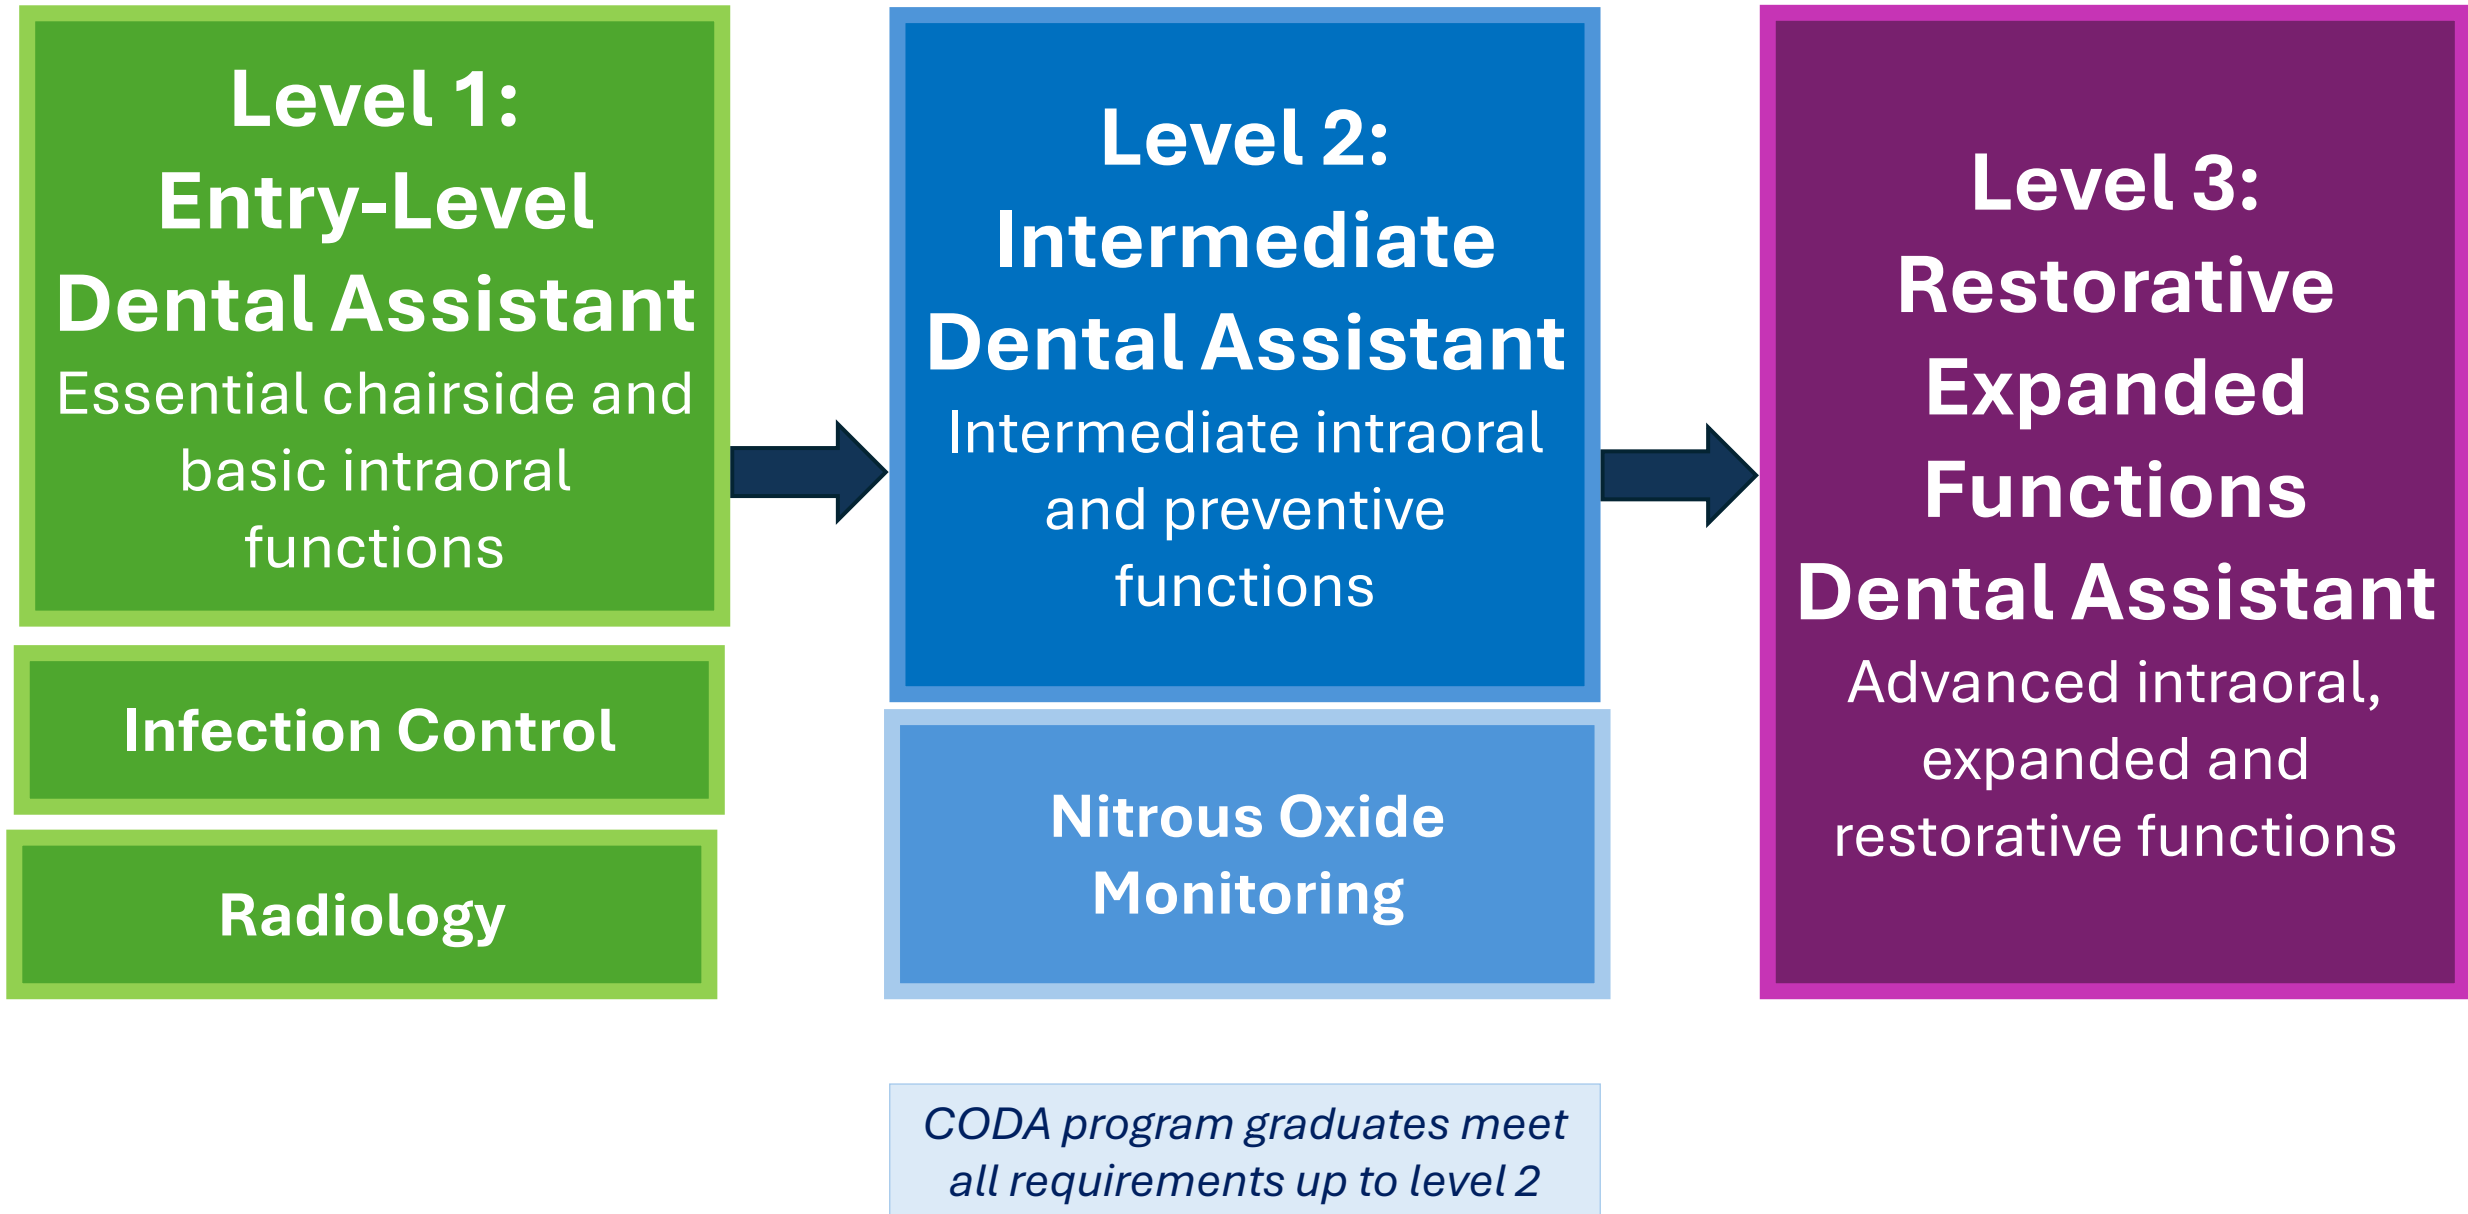 Level 1:
Entry-Level
Dental Assistant
Essential chairside and
basic intraoral
functions
Infection Control
Radiology
Level 2:
Intermediate
Dental Assistant
Intermediate intraoral
and preventive
functions
Nitrous Oxide
Monitoring
CODA program graduates meet
all requirements up to level 2
Level 3:
Restorative
Expanded
Functions
Dental Assistant
Advanced intraoral,
expanded and
restorative functions